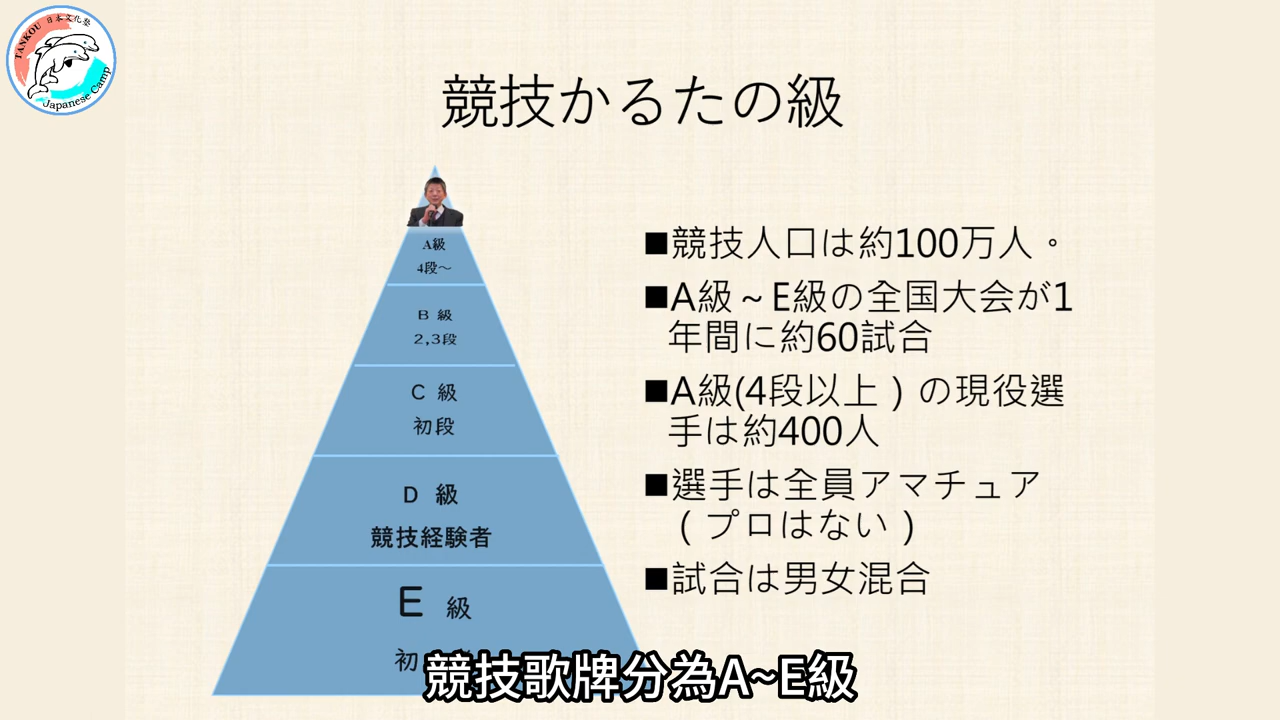 TANKOU 日本文化塾
Japanese Camp
競技かるたの級
A級
4段～
B 級
2,3段
C 級
初段
D 級
競技経験者
E 級
初
■競技人口は約100万人。
■A級～E級の全国大会が1
年間に約60試合
■A級(4段以上）の現役選
手は約400人
■選手は全員アマチュア
（プロはない）
■試合は男女混合
競技歌牌分為A~E級